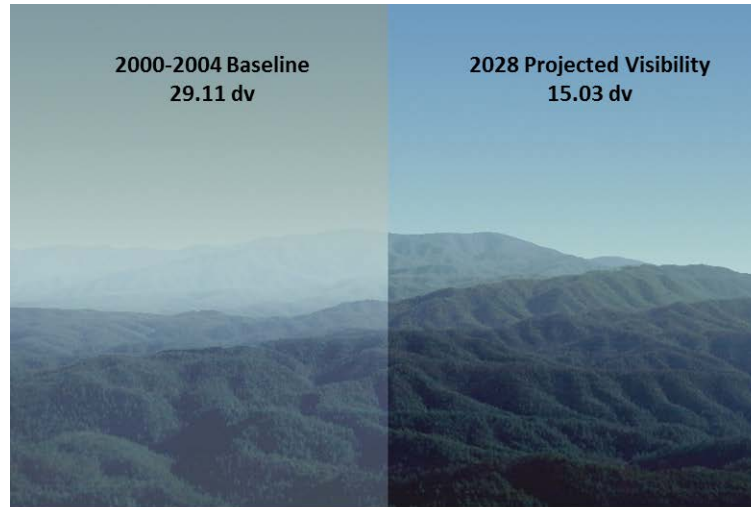 2000-2004 Baseline
29.11 dv
2028 Projected Visibility
15.03 dv